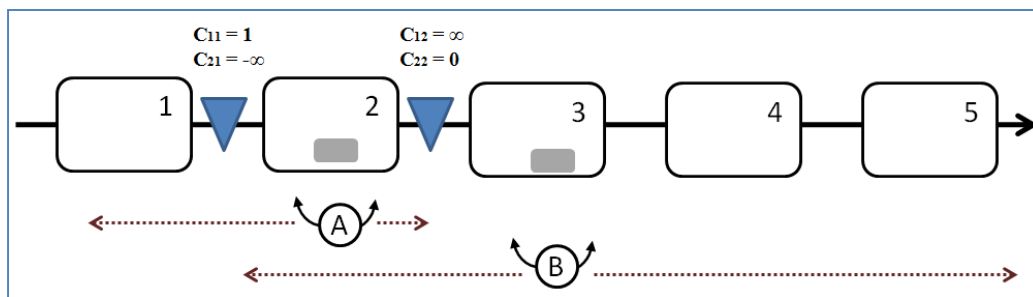 C11 = 1
C21 = -∞
C12 = ∞
C22 = 0
1
2
3
4
5
A
B